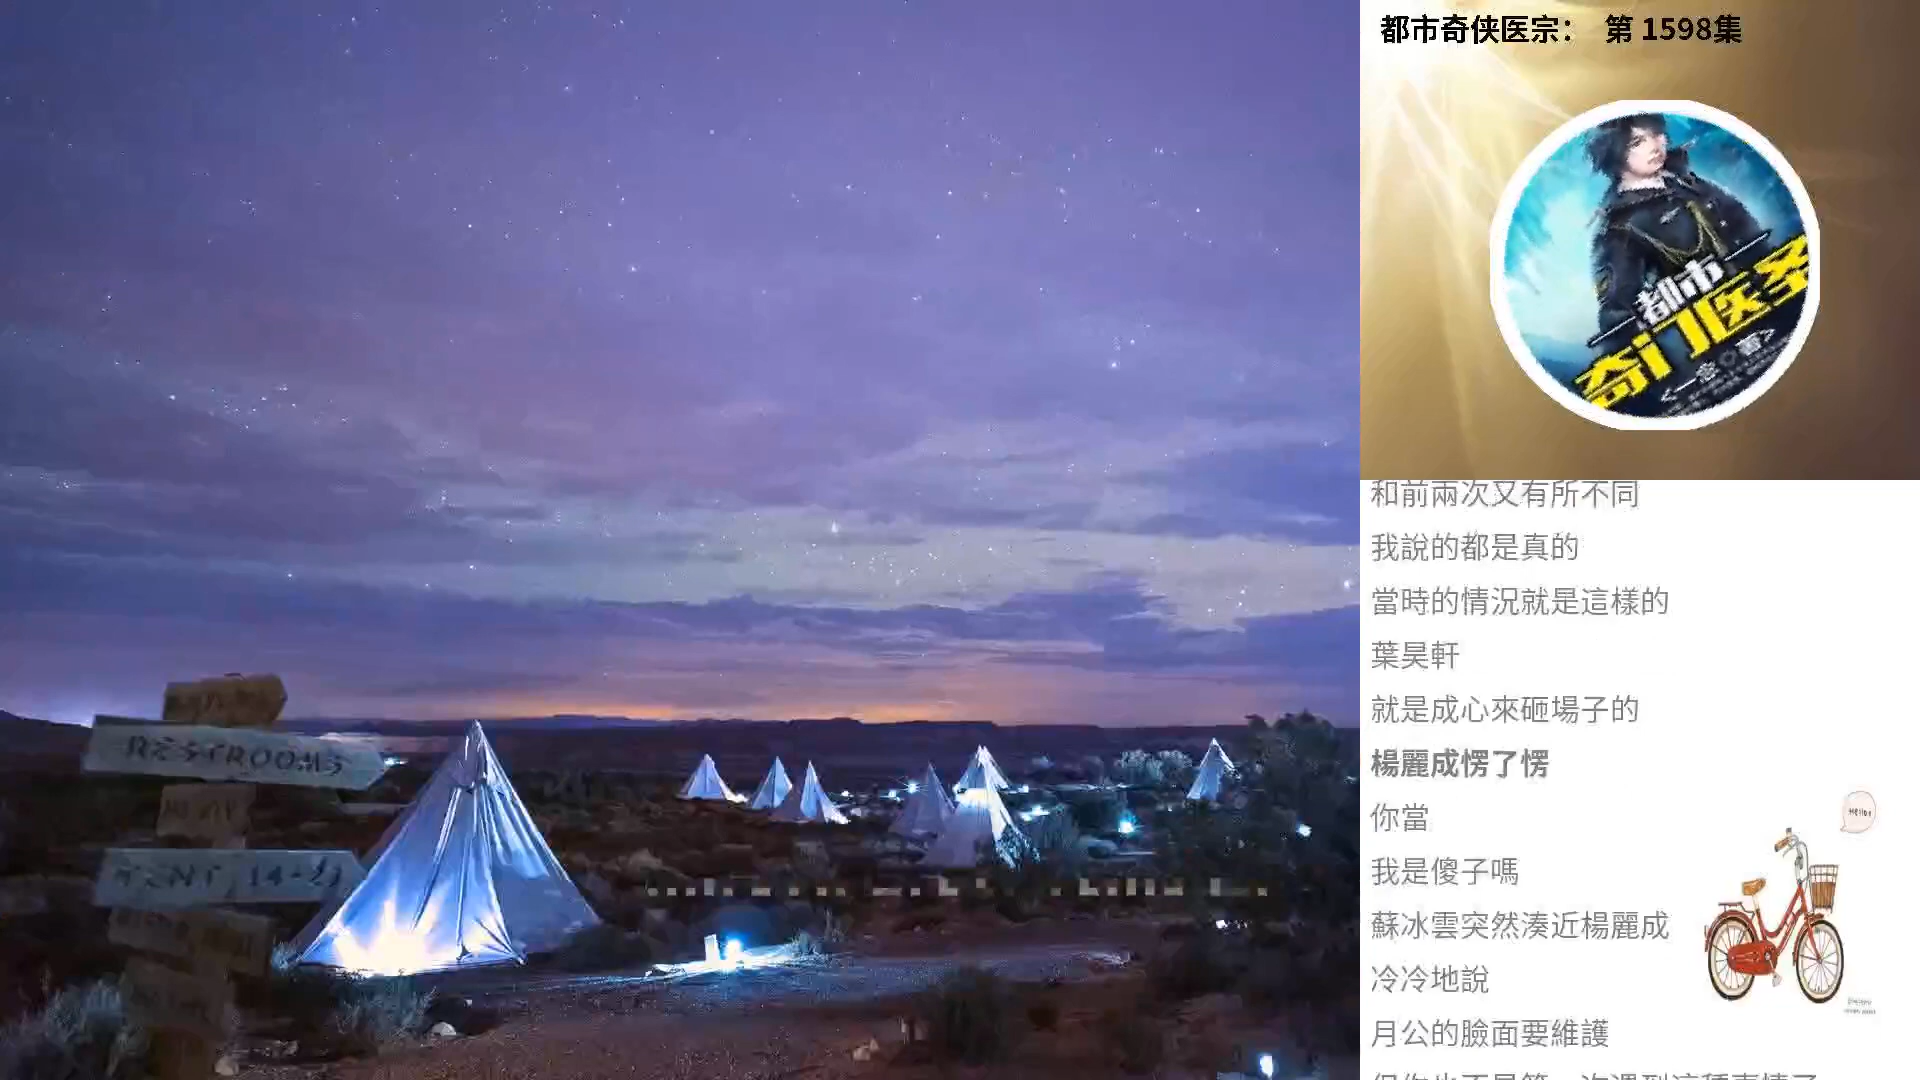 都市奇侠医宗： 第 1598集
都市
奇门医圣
和前兩次又有所不同
我說的都是真的
當時的情況就是這樣的
葉昊軒
就是成心來砸場子的
楊麗成愣了愣
你當
我是傻子嗎
蘇冰雲突然湊近楊麗成
冷冷地說
月公的臉面要維護
Hello!
RESTROOMS
TENT 14-21